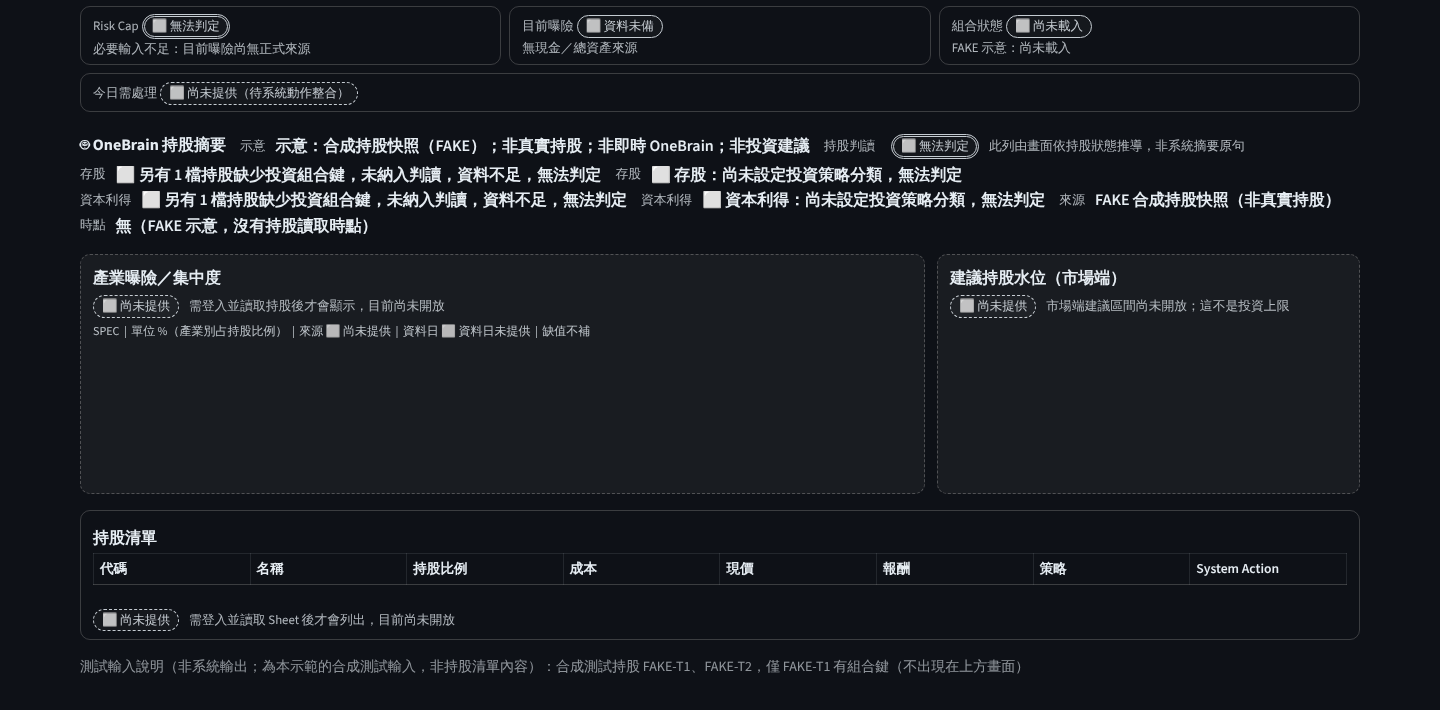 Risk Cap ⬜ 無法判定
必要輸入不足：目前曝險尚無正式來源
目前曝險 ⬜ 資料未備
無現金／總資產來源
組合狀態 ⬜ 尚未載入
FAKE 示意：尚未載入
今日需處理 ⬜ 尚未提供（待系統動作整合）
OneBrain 持股摘要 示意 示意：合成持股快照（FAKE）；非真實持股；非即時 OneBrain；非投資建議 持股判讀 ⬜ 無法判定 此列由畫面依持股狀態推導，非系統摘要原句
存股 ⬜ 另有 1 檔持股缺少投資組合鍵，未納入判讀，資料不足，無法判定 存股 ⬜ 存股：尚未設定投資策略分類，無法判定
資本利得 ⬜ 另有 1 檔持股缺少投資組合鍵，未納入判讀，資料不足，無法判定 資本利得 ⬜ 資本利得：尚未設定投資策略分類，無法判定 來源 FAKE 合成持股快照（非真實持股）
時點 無（FAKE 示意，沒有持股讀取時點）
產業曝險／集中度
⬜ 尚未提供 需登入並讀取持股後才會顯示，目前尚未開放
SPEC｜單位 %（產業別占持股比例）｜來源 ⬜ 尚未提供｜資料日 ⬜ 資料日未提供｜缺值不補
建議持股水位（市場端）
⬜ 尚未提供 市場端建議區間尚未開放；這不是投資上限
持股清單
代碼 名稱 持股比例 成本 現價 報酬 策略 System Action
⬜ 尚未提供 需登入並讀取 Sheet 後才會列出，目前尚未開放
測試輸入說明（非系統輸出；為本示範的合成測試輸入，非持股清單內容）：合成測試持股 FAKE-T1、FAKE-T2，僅 FAKE-T1 有組合鍵（不出現在上方畫面）